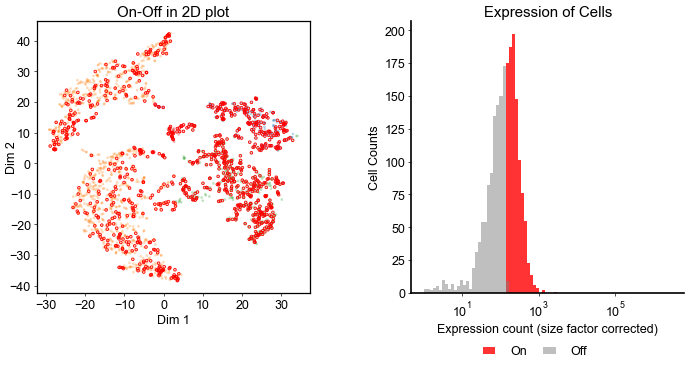 On-Off in 2D plot
40
30
20
10
0
−10
−20
−30
−40
Dim 2
−30 −20 −10 0 10 20 30
Dim 1
Expression of Cells
200
175
150
125
100
75
50
25
0
Cell Counts
10^1 10^3 10^5
Expression count (size factor corrected)
On Off